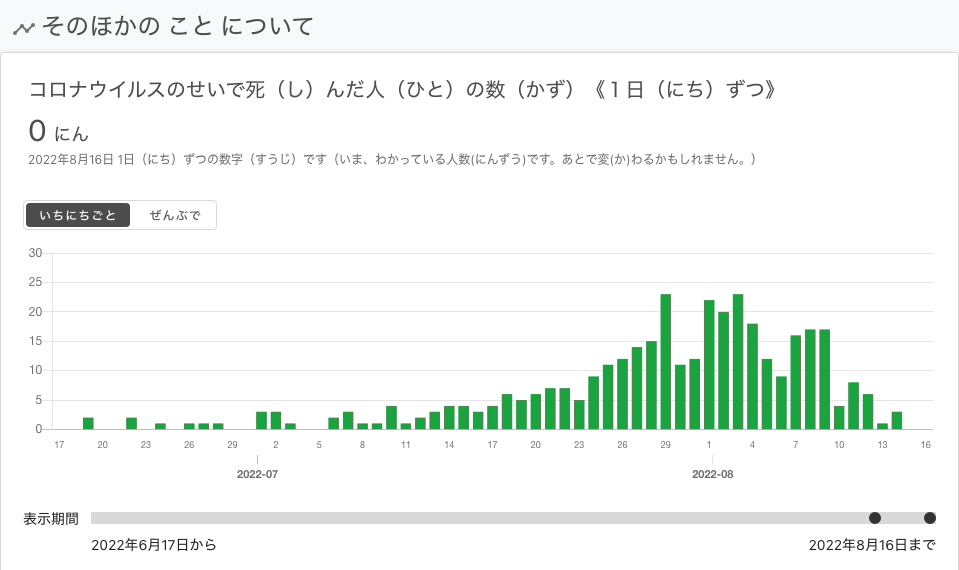 そのほかの こと について
コロナウイルスのせいで死（し）んだ人（ひと）の数（かず）《１日（にち）ずつ》
0 にん
2022年8月16日 1日（にち）ずつの数字（すうじ）です（いま、わかっている人数(にんずう)です。あとで変(か)わるかもしれません。）
いちにちごと ぜんぶで
30
25
20
15
10
5
0
17 20 23 26 29 2 5 8 11 14 17 20 23 26 29 1 4 7 10 13 16
2022-07 2022-08
表示期間
2022年6月17日から 2022年8月16日まで